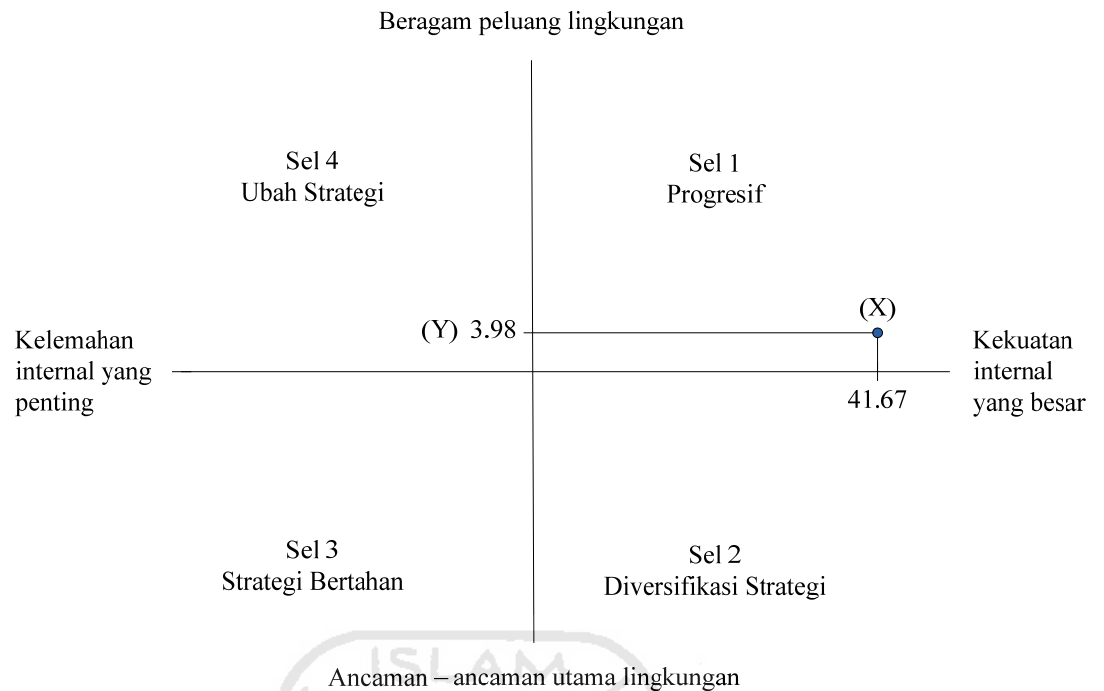 Beragam peluang lingkungan
Sel 4
Ubah Strategi
Sel 1
Progresif
(X)
(Y) 3.98
Kelemahan
internal yang
penting
Kekuatan
internal
yang besar
41.67
Sel 3
Strategi Bertahan
Sel 2
Diversifikasi Strategi
ISLAM
Ancaman – ancaman utama lingkungan